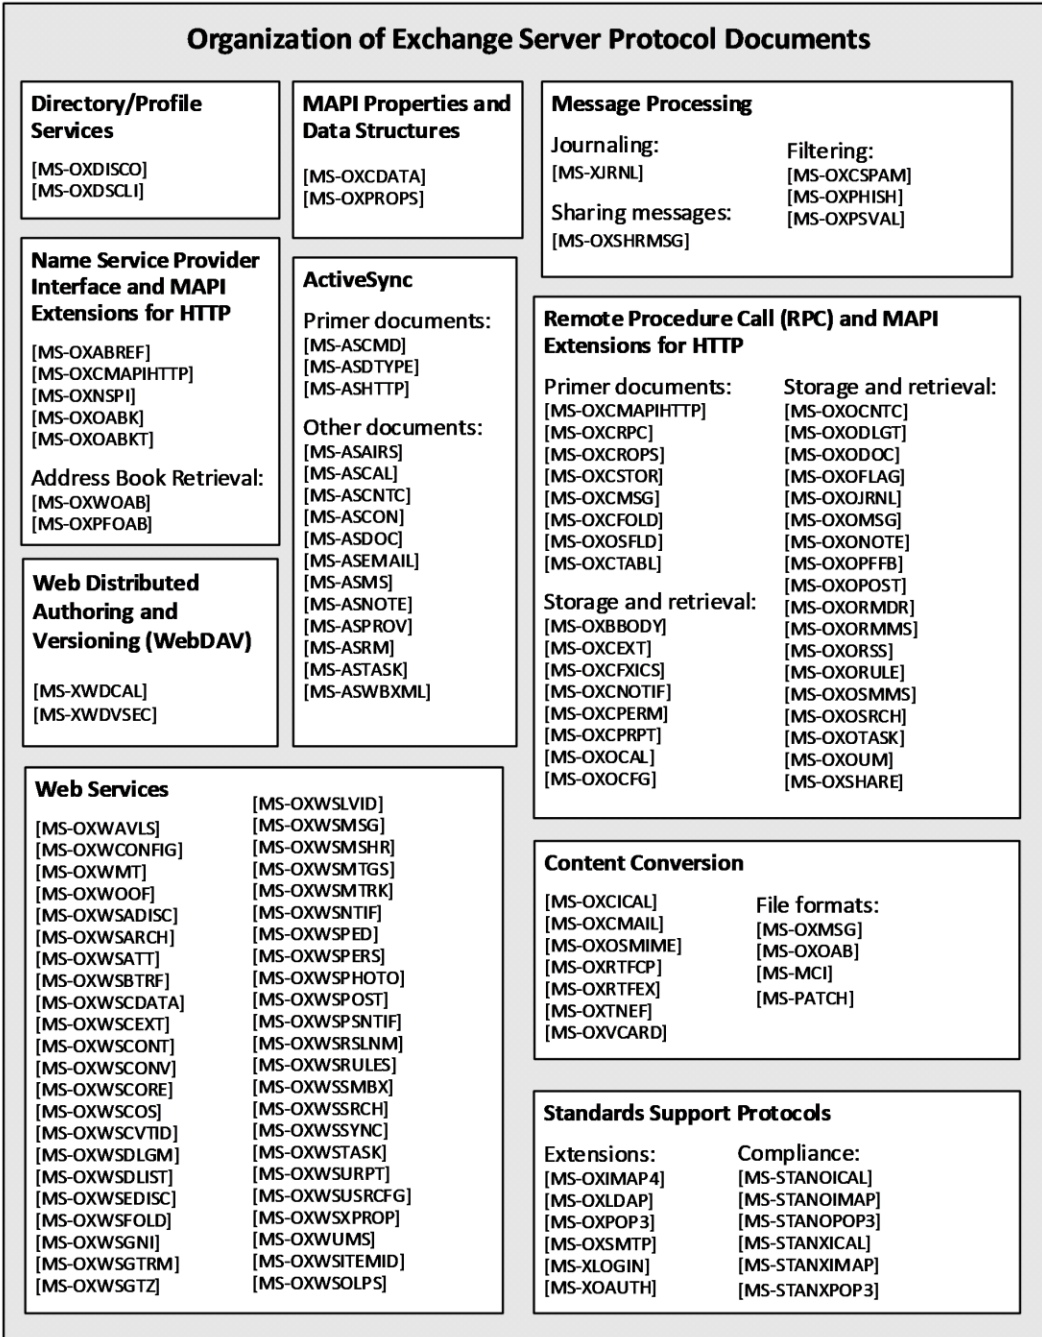 Organization of Exchange Server Protocol Documents
Directory/Profile
Services
[MS-OXDISCO]
[MS-OXDSCLI]
MAPI Properties and
Data Structures
[MS-OXCDATA]
[MS-OXPROPS]
Message Processing
Journaling:
[MS-XJRNL]
Sharing messages:
[MS-OXSHRMSG]
Filtering:
[MS-OXCSPAM]
[MS-OXPHISH]
[MS-OXPSVAL]
Name Service Provider
Interface and MAPI
Extensions for HTTP
[MS-OXABREF]
[MS-OXCMAPIHTTP]
[MS-OXNSPI]
[MS-OXOABK]
[MS-OXOABKT]
Address Book Retrieval:
[MS-OXWOAB]
[MS-OXPFOAB]
ActiveSync
Primer documents:
[MS-ASCMD]
[MS-ASDTYPE]
[MS-ASHTTP]
Other documents:
[MS-ASAIRS]
[MS-ASCAL]
[MS-ASCNTC]
[MS-ASCON]
[MS-ASDOC]
[MS-ASEMAIL]
[MS-ASMS]
[MS-ASNOTE]
[MS-ASPROV]
[MS-ASRM]
[MS-ASTASK]
[MS-ASWBXML]
Remote Procedure Call (RPC) and MAPI
Extensions for HTTP
Primer documents:
[MS-OXCMAPIHTTP]
[MS-OXCRPC]
[MS-OXCROPS]
[MS-OXCSTOR]
[MS-OXCMSG]
[MS-OXCFOLD]
[MS-OXOSFLD]
[MS-OXCTABL]
Storage and retrieval:
[MS-OXBBODY]
[MS-OXCEXT]
[MS-OXCFXICS]
[MS-OXCNOTIF]
[MS-OXCPERM]
[MS-OXCPRPT]
[MS-OXOCAL]
[MS-OXOCFG]
Storage and retrieval:
[MS-OXOCNTC]
[MS-OXODLGT]
[MS-OXODOC]
[MS-OXOFLAG]
[MS-OXOJRNL]
[MS-OXOMSG]
[MS-OXONOTE]
[MS-OXOPFFB]
[MS-OXOPOST]
[MS-OXORMDR]
[MS-OXORMMS]
[MS-OXORSS]
[MS-OXORULE]
[MS-OXOSMMS]
[MS-OXOSRCH]
[MS-OXOTASK]
[MS-OXOUM]
[MS-OXSHARE]
Web Distributed
Authoring and
Versioning (WebDAV)
[MS-XWDCAL]
[MS-XWDVSEC]
Web Services
[MS-OXWAVLS]
[MS-OXWCONFIG]
[MS-OXWMT]
[MS-OXWOOF]
[MS-OXWSADISC]
[MS-OXWSARCH]
[MS-OXWSATT]
[MS-OXWSBTRF]
[MS-OXWSCDATA]
[MS-OXWSCEXT]
[MS-OXWSCONT]
[MS-OXWSCONV]
[MS-OXWSCORE]
[MS-OXWSCOS]
[MS-OXWSCVTID]
[MS-OXWSDLGM]
[MS-OXWSDLIST]
[MS-OXWSEDISC]
[MS-OXWSFOLD]
[MS-OXWSGNI]
[MS-OXWSGTRM]
[MS-OXWSGTZ]
[MS-OXWSLVID]
[MS-OXWSMSG]
[MS-OXWSMSHR]
[MS-OXWSMTGS]
[MS-OXWSMTRK]
[MS-OXWSNTIF]
[MS-OXWSPED]
[MS-OXWSPERS]
[MS-OXWSPHOTO]
[MS-OXWSPOST]
[MS-OXWSPSNTIF]
[MS-OXWSRSLNM]
[MS-OXWSRULES]
[MS-OXWSSMBX]
[MS-OXWSSRCH]
[MS-OXWSSYNC]
[MS-OXWSTASK]
[MS-OXWSURPT]
[MS-OXWSUSRCFG]
[MS-OXWSXPROP]
[MS-OXWUMS]
[MS-OXWSITEMID]
[MS-OXWSOLPS]
Content Conversion
[MS-OXCICAL]
[MS-OXCMAIL]
[MS-OXOSMIME]
[MS-OXRTFCP]
[MS-OXRTFEX]
[MS-OXTNEF]
[MS-OXVCARD]
File formats:
[MS-OXMSG]
[MS-OXOAB]
[MS-MCI]
[MS-PATCH]
Standards Support Protocols
Extensions:
[MS-OXIMAP4]
[MS-OXLDAP]
[MS-OXPOP3]
[MS-OXSMTP]
[MS-XLOGIN]
[MS-XOAUTH]
Compliance:
[MS-STANOICAL]
[MS-STANOIMAP]
[MS-STANOPOP3]
[MS-STANXICAL]
[MS-STANXIMAP]
[MS-STANXPOP3]